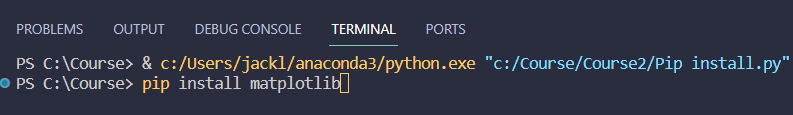 PROBLEMS OUTPUT DEBUG CONSOLE TERMINAL PORTS
PS C:\Course> & c:/Users/jackl/anaconda3/python.exe "c:/Course/Course2/Pip install.py"
PS C:\Course> pip install matplotlib